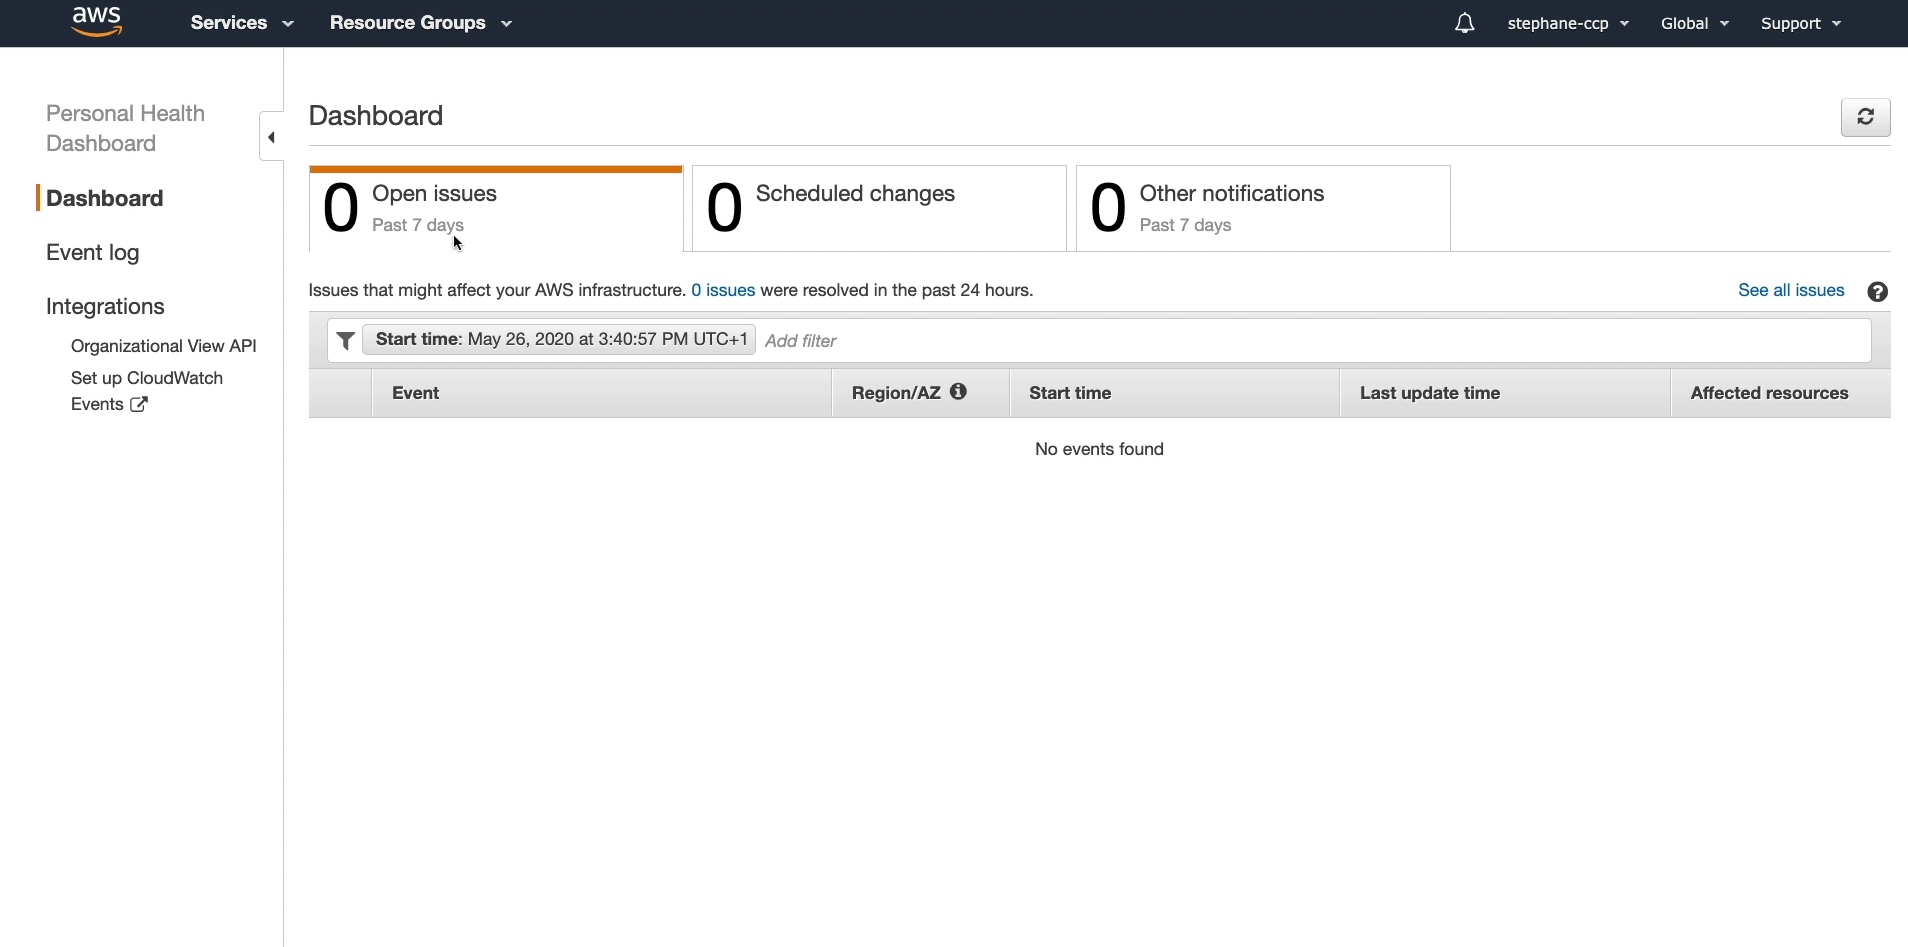 aws
Services
Resource Groups
stephane-ccp
Global
Support
Personal Health
Dashboard
Dashboard
Event log
Integrations
Organizational View API
Set up CloudWatch
Events
Dashboard
0 Open issues
Past 7 days
0 Scheduled changes
0 Other notifications
Past 7 days
Issues that might affect your AWS infrastructure. 0 issues were resolved in the past 24 hours.
See all issues
Start time: May 26, 2020 at 3:40:57 PM UTC+1
Add filter
Event
Region/AZ
Start time
Last update time
Affected resources
No events found